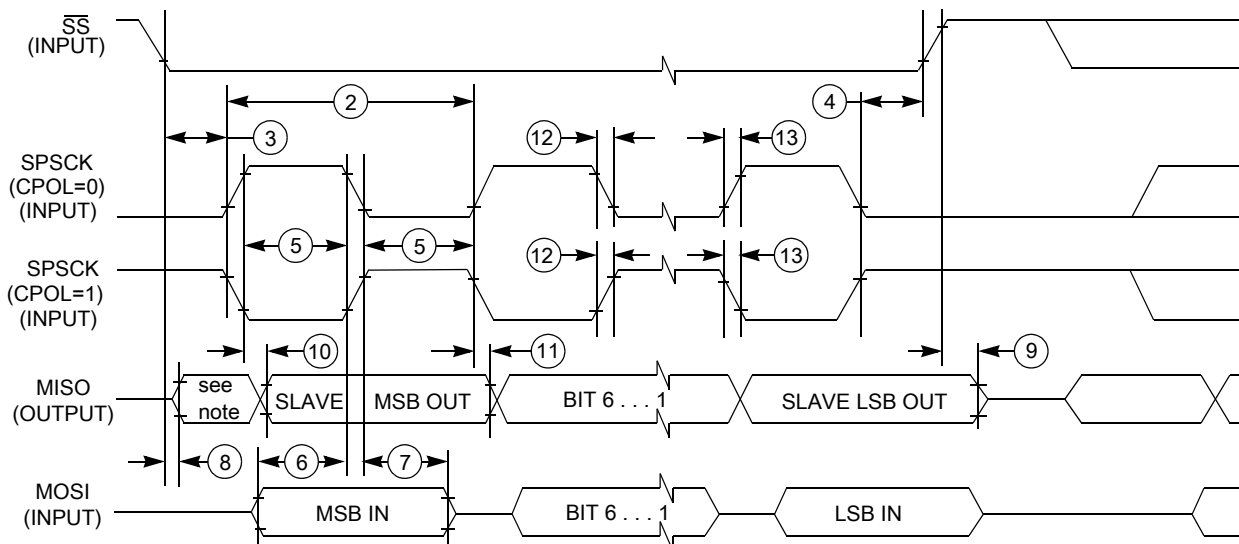 SS
(INPUT)
2
4
3
12
13
SPSCK
(CPOL=0)
(INPUT)
5
5
12
13
SPSCK
(CPOL=1)
(INPUT)
10
11
9
MISO
(OUTPUT)
see
note
SLAVE
MSB OUT
BIT 6 . . . 1
SLAVE LSB OUT
8
6
7
MOSI
(INPUT)
MSB IN
BIT 6 . . . 1
LSB IN